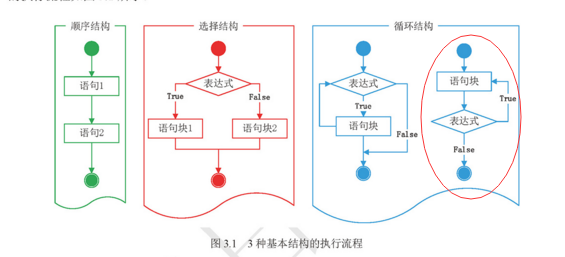 顺序结构
语句1
语句2
选择结构
表达式
True
False
语句块1
语句块2
循环结构
表达式
True
语句块
False
语句块
True
表达式
False
图 3.1 3 种基本结构的执行流程